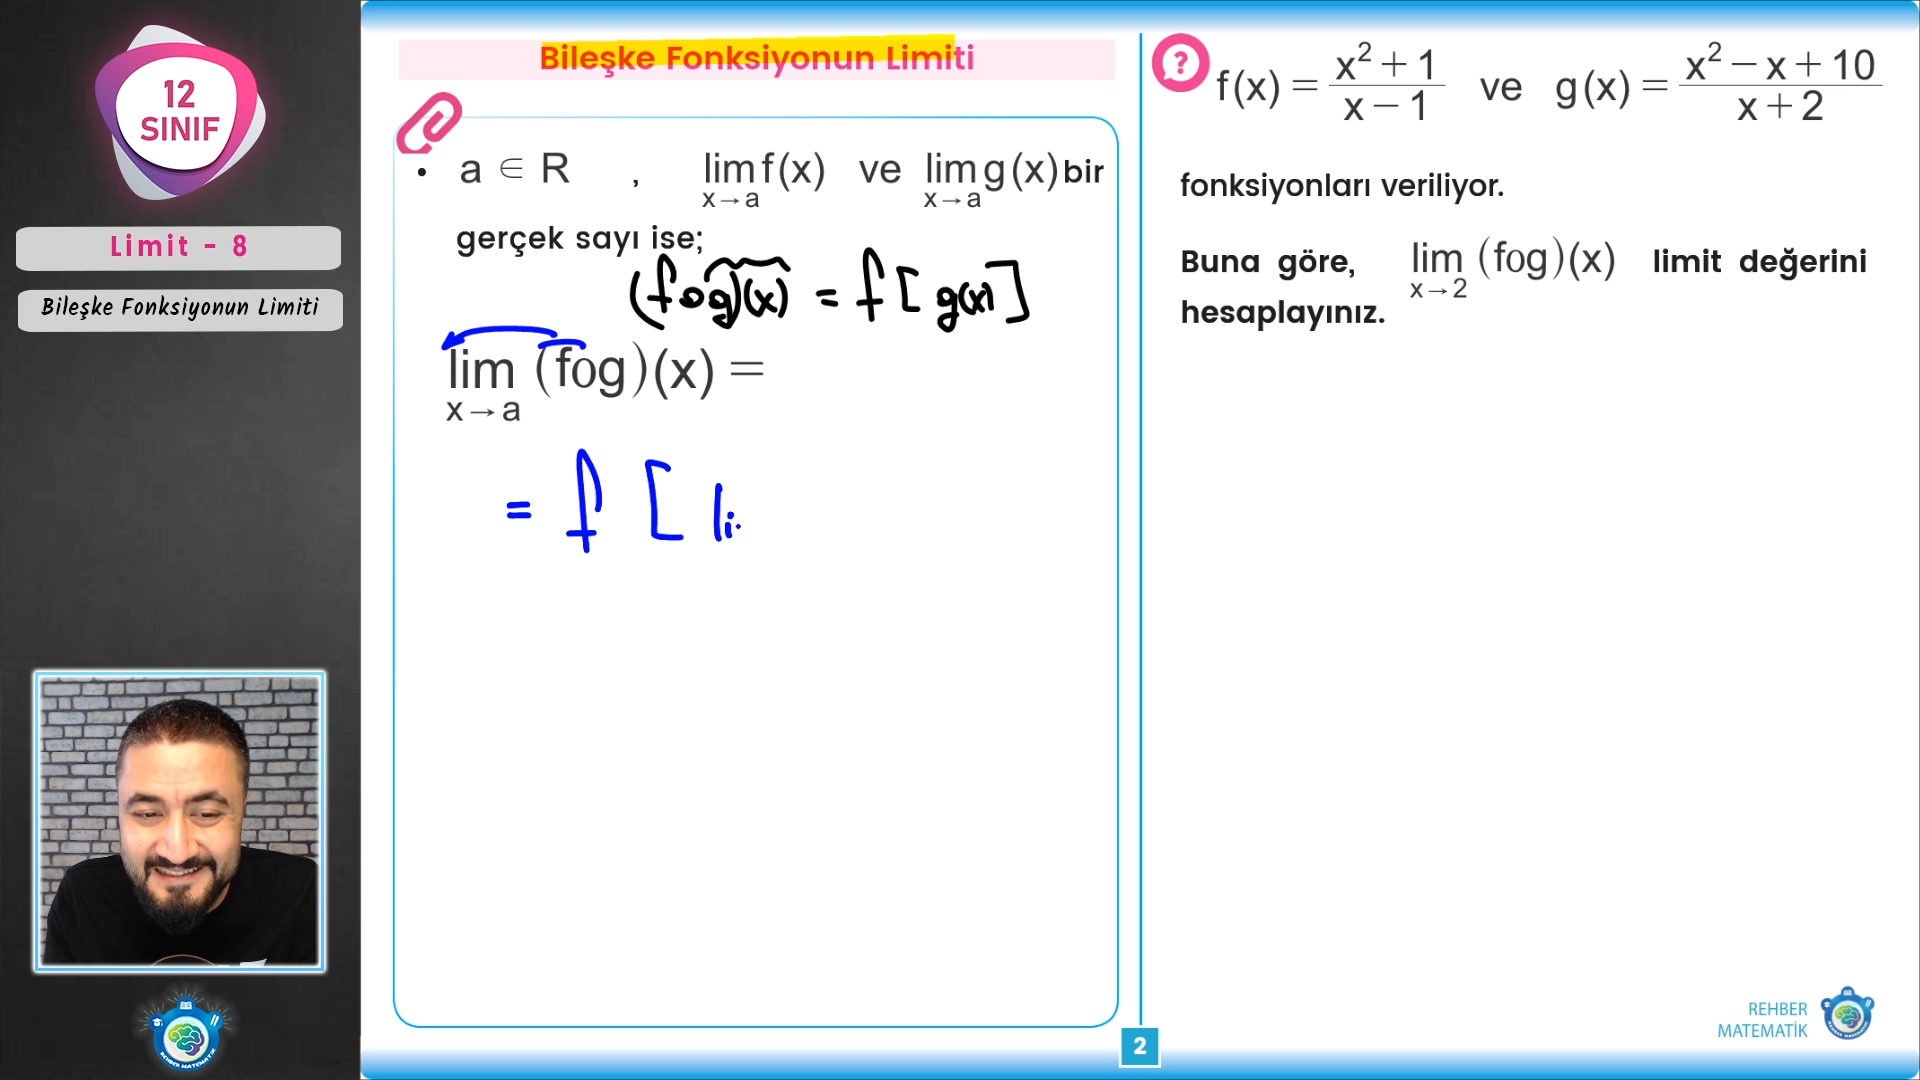 12
SINIF
Limit - 8
Bileşke Fonksiyonun Limiti
Bileşke Fonksiyonun Limiti
• a ∈ R , lim f(x) ve lim g(x) bir
x→a x→a
gerçek sayı ise;
(fog)(x) = f[g(x)]
lim (fog)(x) =
x→a
= f [ li
f(x) = (x² + 1)/(x − 1) ve g(x) = (x² − x + 10)/(x + 2)
fonksiyonları veriliyor.
Buna göre, lim (fog)(x) limit değerini
x→2
hesaplayınız.
2
REHBER
MATEMATİK
REHBER MATEMATİK